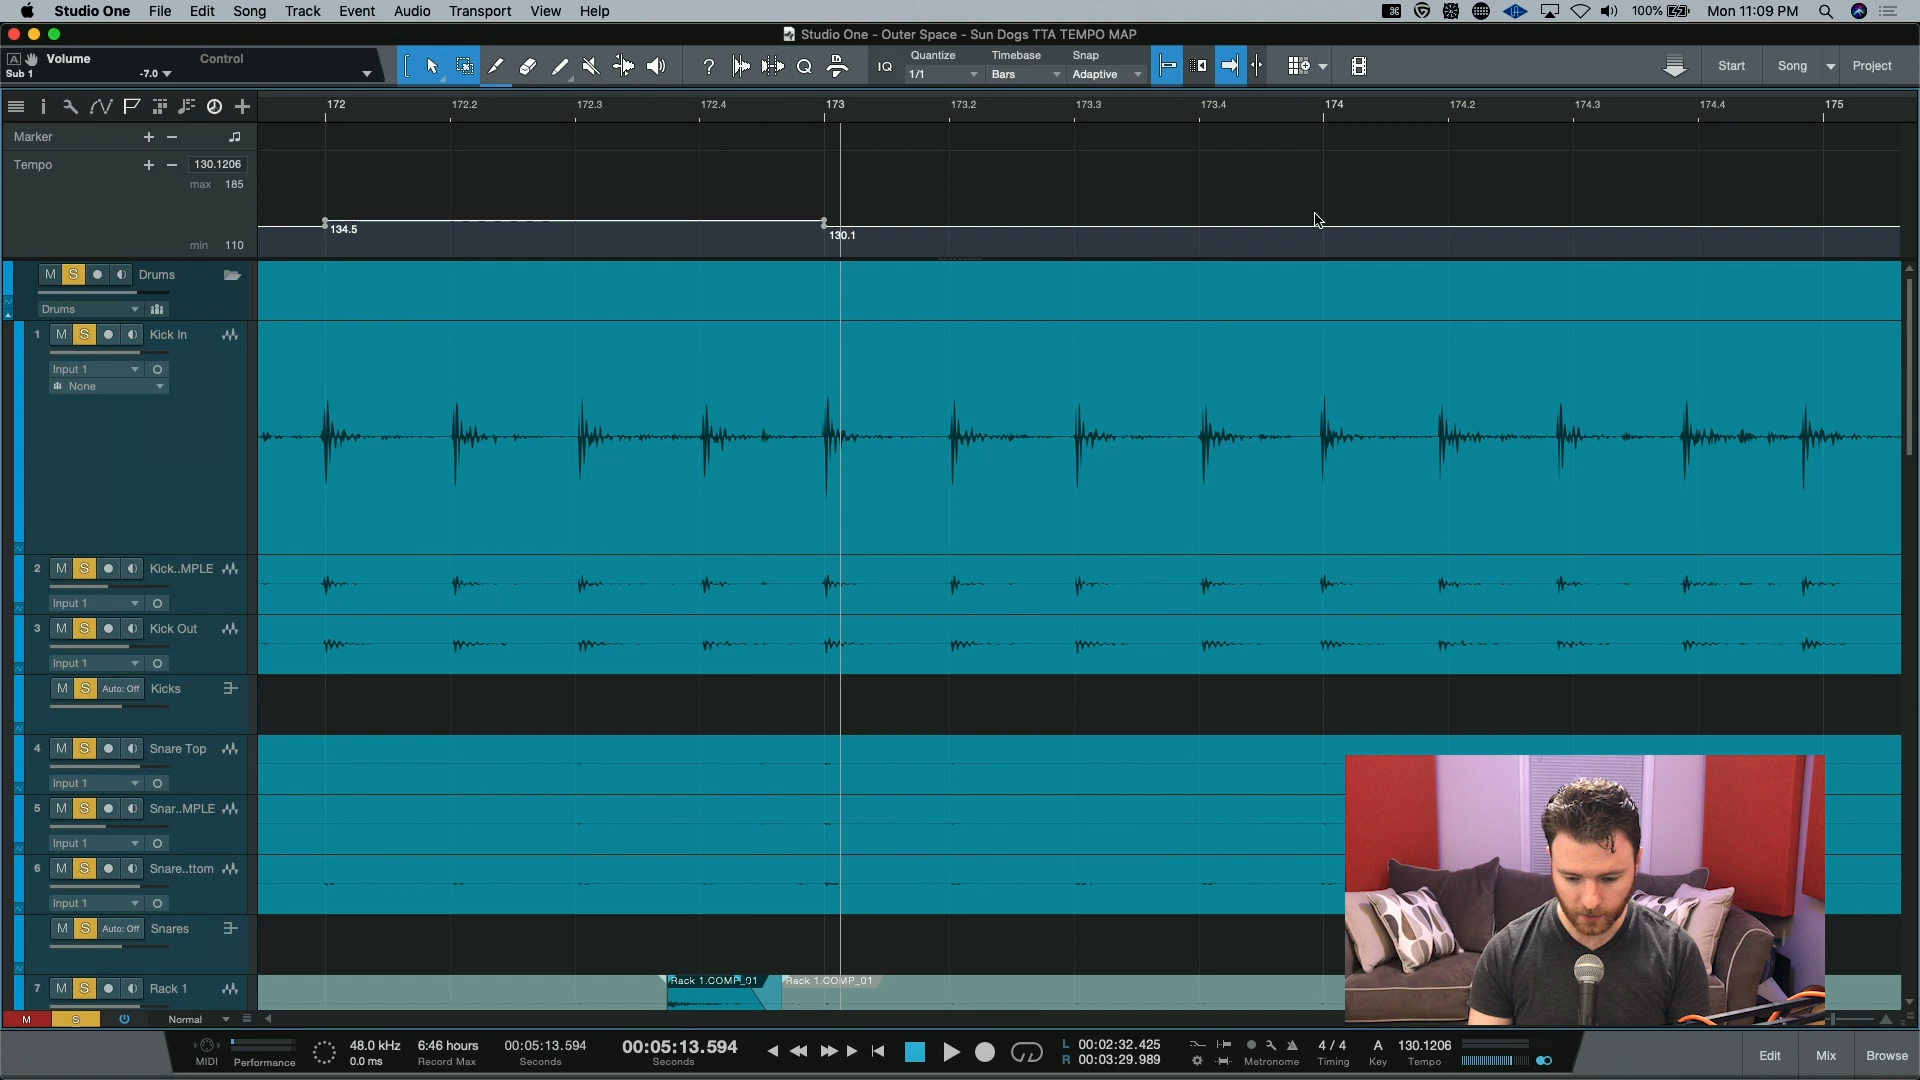 Studio One File Edit Song Track Event Audio Transport View Help 100% Mon 11:09 PM
Studio One - Outer Space - Sun Dogs TTA TEMPO MAP
A Volume Control
Sub 1 -7.0
? Q IQ
Quantize Timebase Snap
1/1 Bars Adaptive
Start Song Project
172 172.2 172.3 172.4 173 173.2 173.3 173.4 174 174.2 174.3 174.4 175
Marker
Tempo 130.1206
max 185
min 110
134.5 130.1
M S Drums
Drums
1 M S Kick In
Input 1
None
2 M S Kick..MPLE
Input 1
3 M S Kick Out
Input 1
M S Auto: Off Kicks
4 M S Snare Top
Input 1
5 M S Snar..MPLE
Input 1
6 M S Snare..ttom
Input 1
M S Auto: Off Snares
7 M S Rack 1
Rack 1.COMP_01 Rack 1.COMP_01
M S Normal
MIDI Performance
48.0 kHz
0.0 ms
6:46 hours
Record Max
00:05:13.594
Seconds
00:05:13.594
Seconds
L 00:02:32.425
R 00:03:29.989
Metronome
4 / 4
Timing
A
Key
130.1206
Tempo
Edit Mix Browse